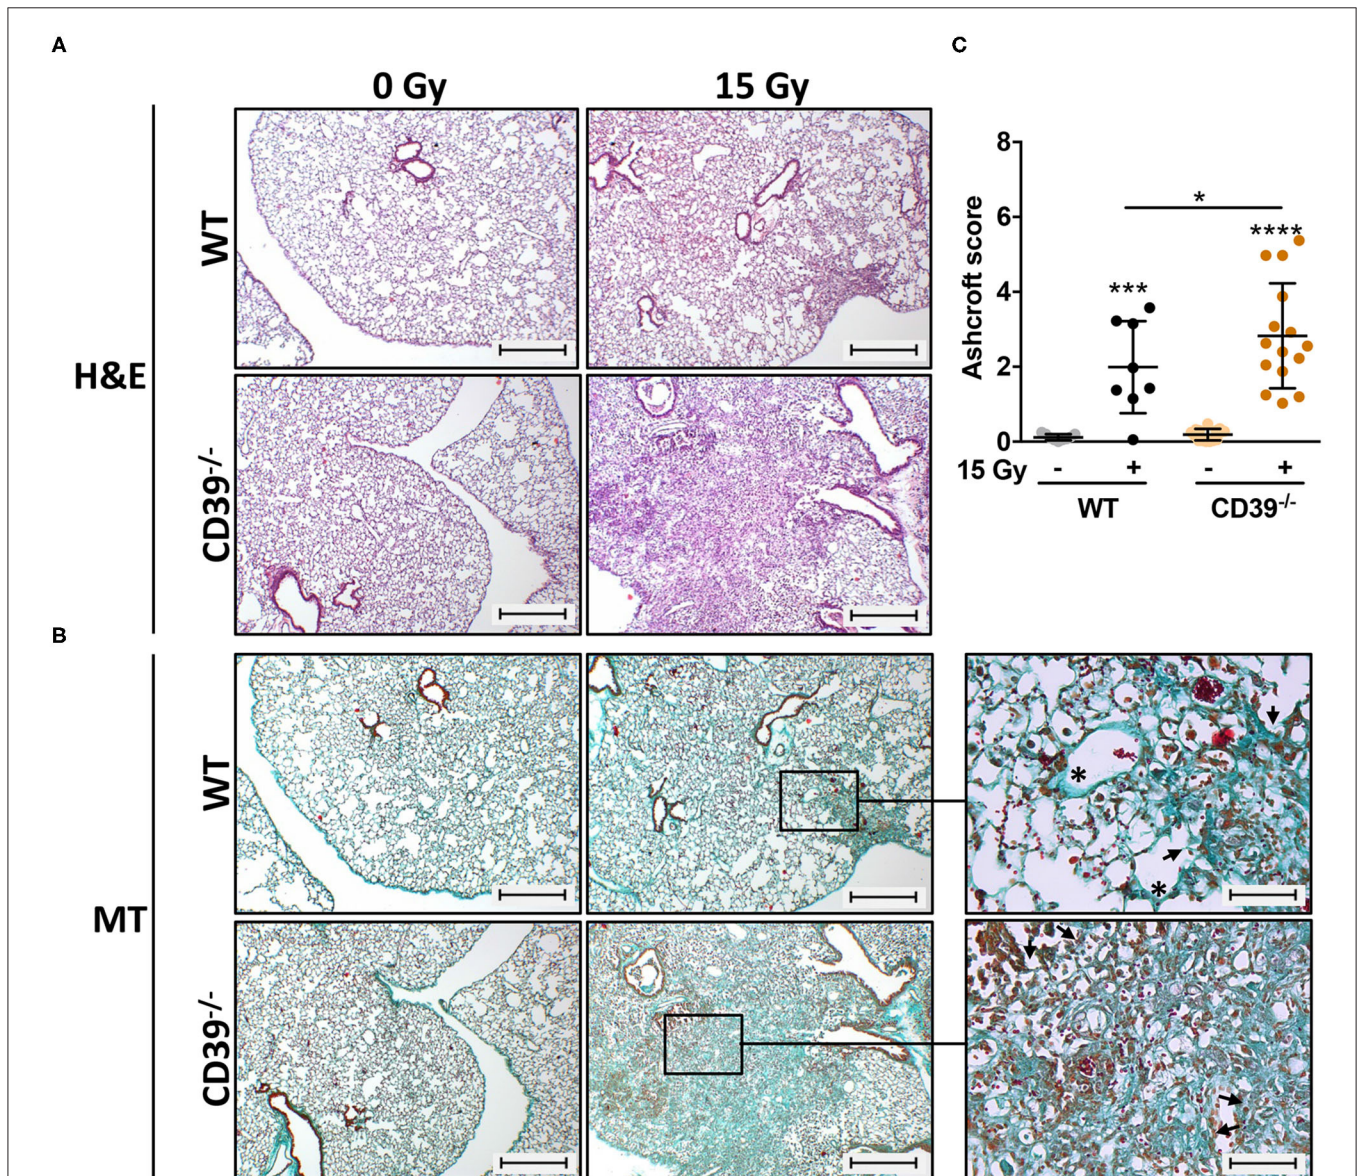 A
C
0 Gy
15 Gy
H&E
WT
CD39-/-
B
MT
WT
*
*
CD39-/-
Ashcroft score
8
6
4
2
0
*
***
****
15 Gy - + - +
WT CD39-/-